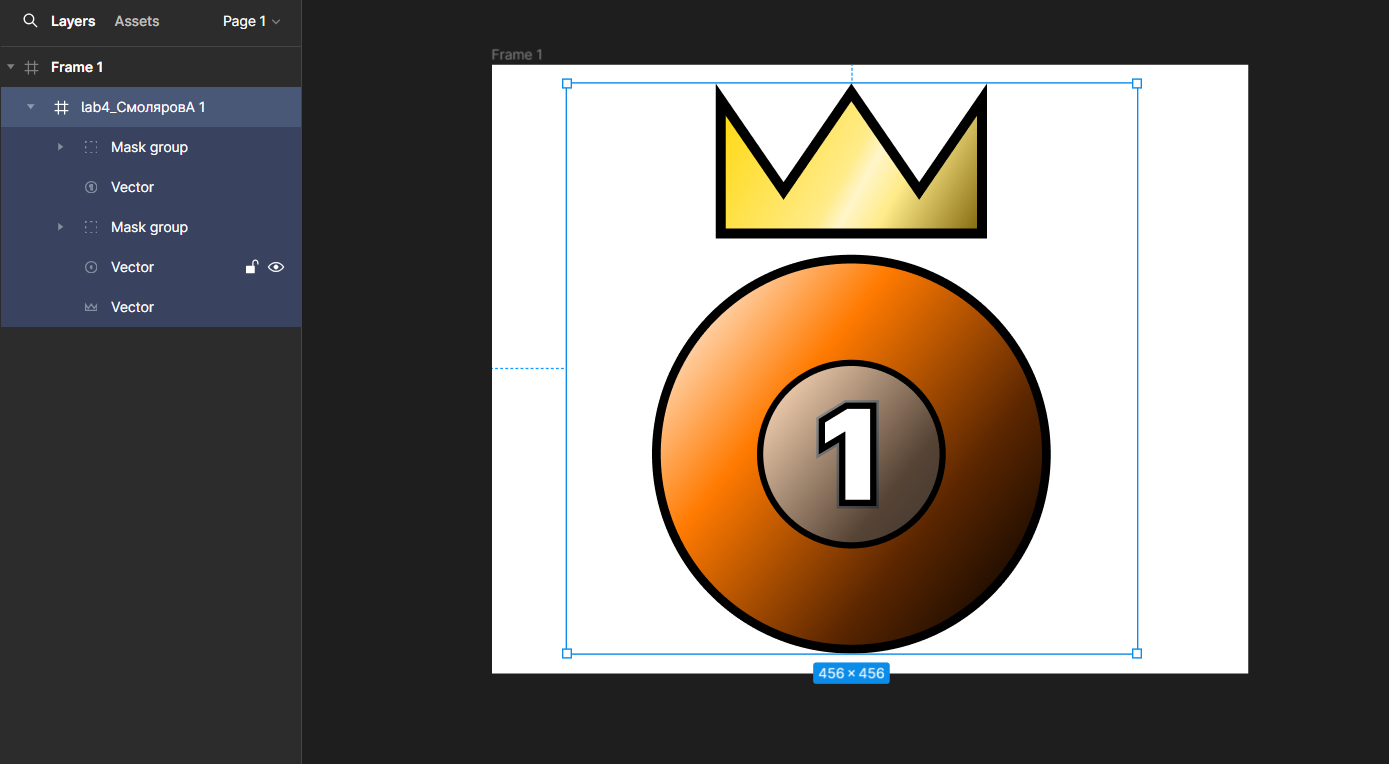 Layers Assets Page 1
Frame 1
lab4_СмоляровА 1
Mask group
Vector
Mask group
Vector
Vector
Frame 1
1
456 × 456